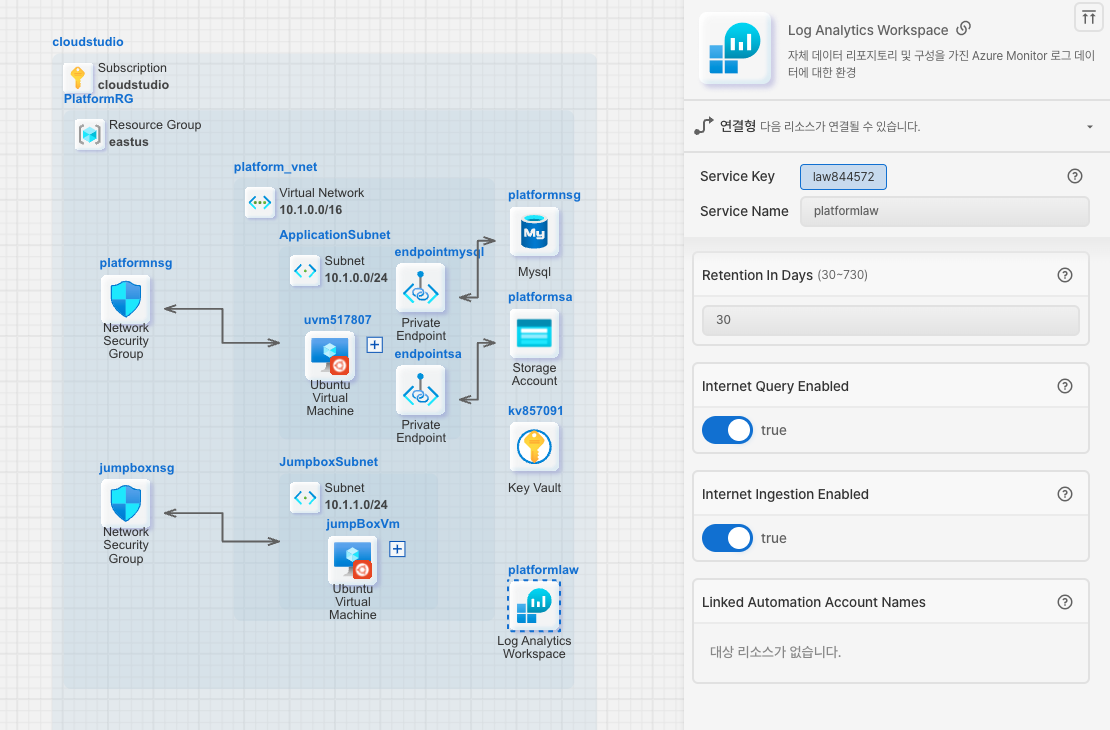 cloudstudio
Subscription
cloudstudio
PlatformRG
Resource Group
eastus
platform_vnet
Virtual Network
10.1.0.0/16
ApplicationSubnet
Subnet
10.1.0.0/24
platformnsg
Network
Security
Group
uvm517807
Ubuntu
Virtual
Machine
endpointmysql
Private
Endpoint
endpointsa
Private
Endpoint
platformnsg
My
Mysql
platformsa
Storage
Account
kv857091
Key Vault
jumpboxnsg
Network
Security
Group
JumpboxSubnet
Subnet
10.1.1.0/24
jumpBoxVm
Ubuntu
Virtual
Machine
platformlaw
Log Analytics
Workspace
Log Analytics Workspace
자체 데이터 리포지토리 및 구성을 가진 Azure Monitor 로그 데이
터에 대한 환경
연결형 다음 리소스가 연결될 수 있습니다.
Service Key law844572
Service Name platformlaw
Retention In Days (30~730)
30
Internet Query Enabled
true
Internet Ingestion Enabled
true
Linked Automation Account Names
대상 리소스가 없습니다.